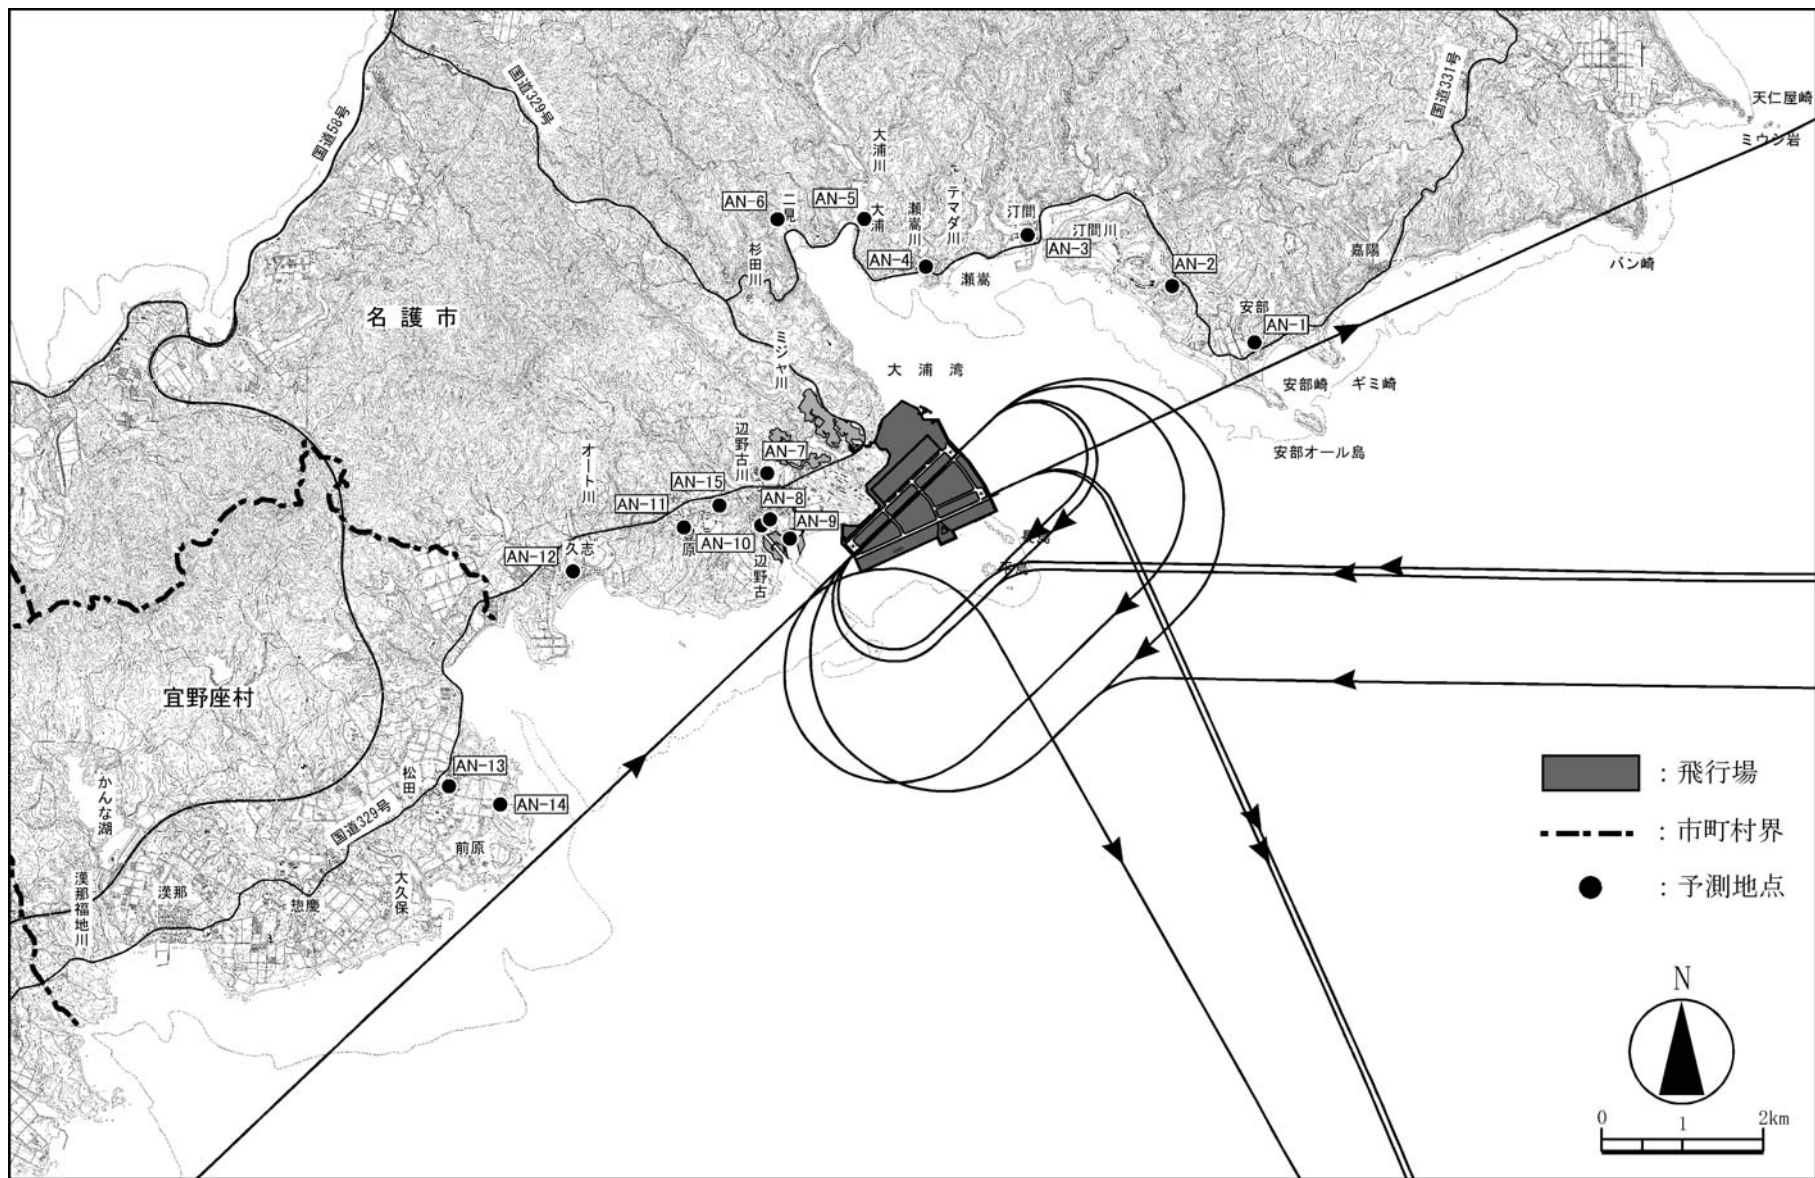 国道58号
国道329号
大浦川
天仁屋崎
ミウシ岩
国道331号
AN-6
二見
AN-5
大浦
瀬嵩川
テマダ川
汀間
汀間川
AN-3
AN-4
瀬嵩
杉田川
AN-2
嘉陽
バン崎
安部
AN-1
名護市
ミジャ川
大浦湾
安部崎
ギミ崎
安部オール島
オート川
辺野古川
AN-7
AN-15
AN-8
AN-11
AN-9
原
AN-10
辺野古
長島
平島
AN-12
久志
宜野座村
かんな湖
松田
AN-13
AN-14
国道329号
前原
大久保
漢那福地川
漢那
惣慶
：飛行場
：市町村界
：予測地点
N
0 1 2km